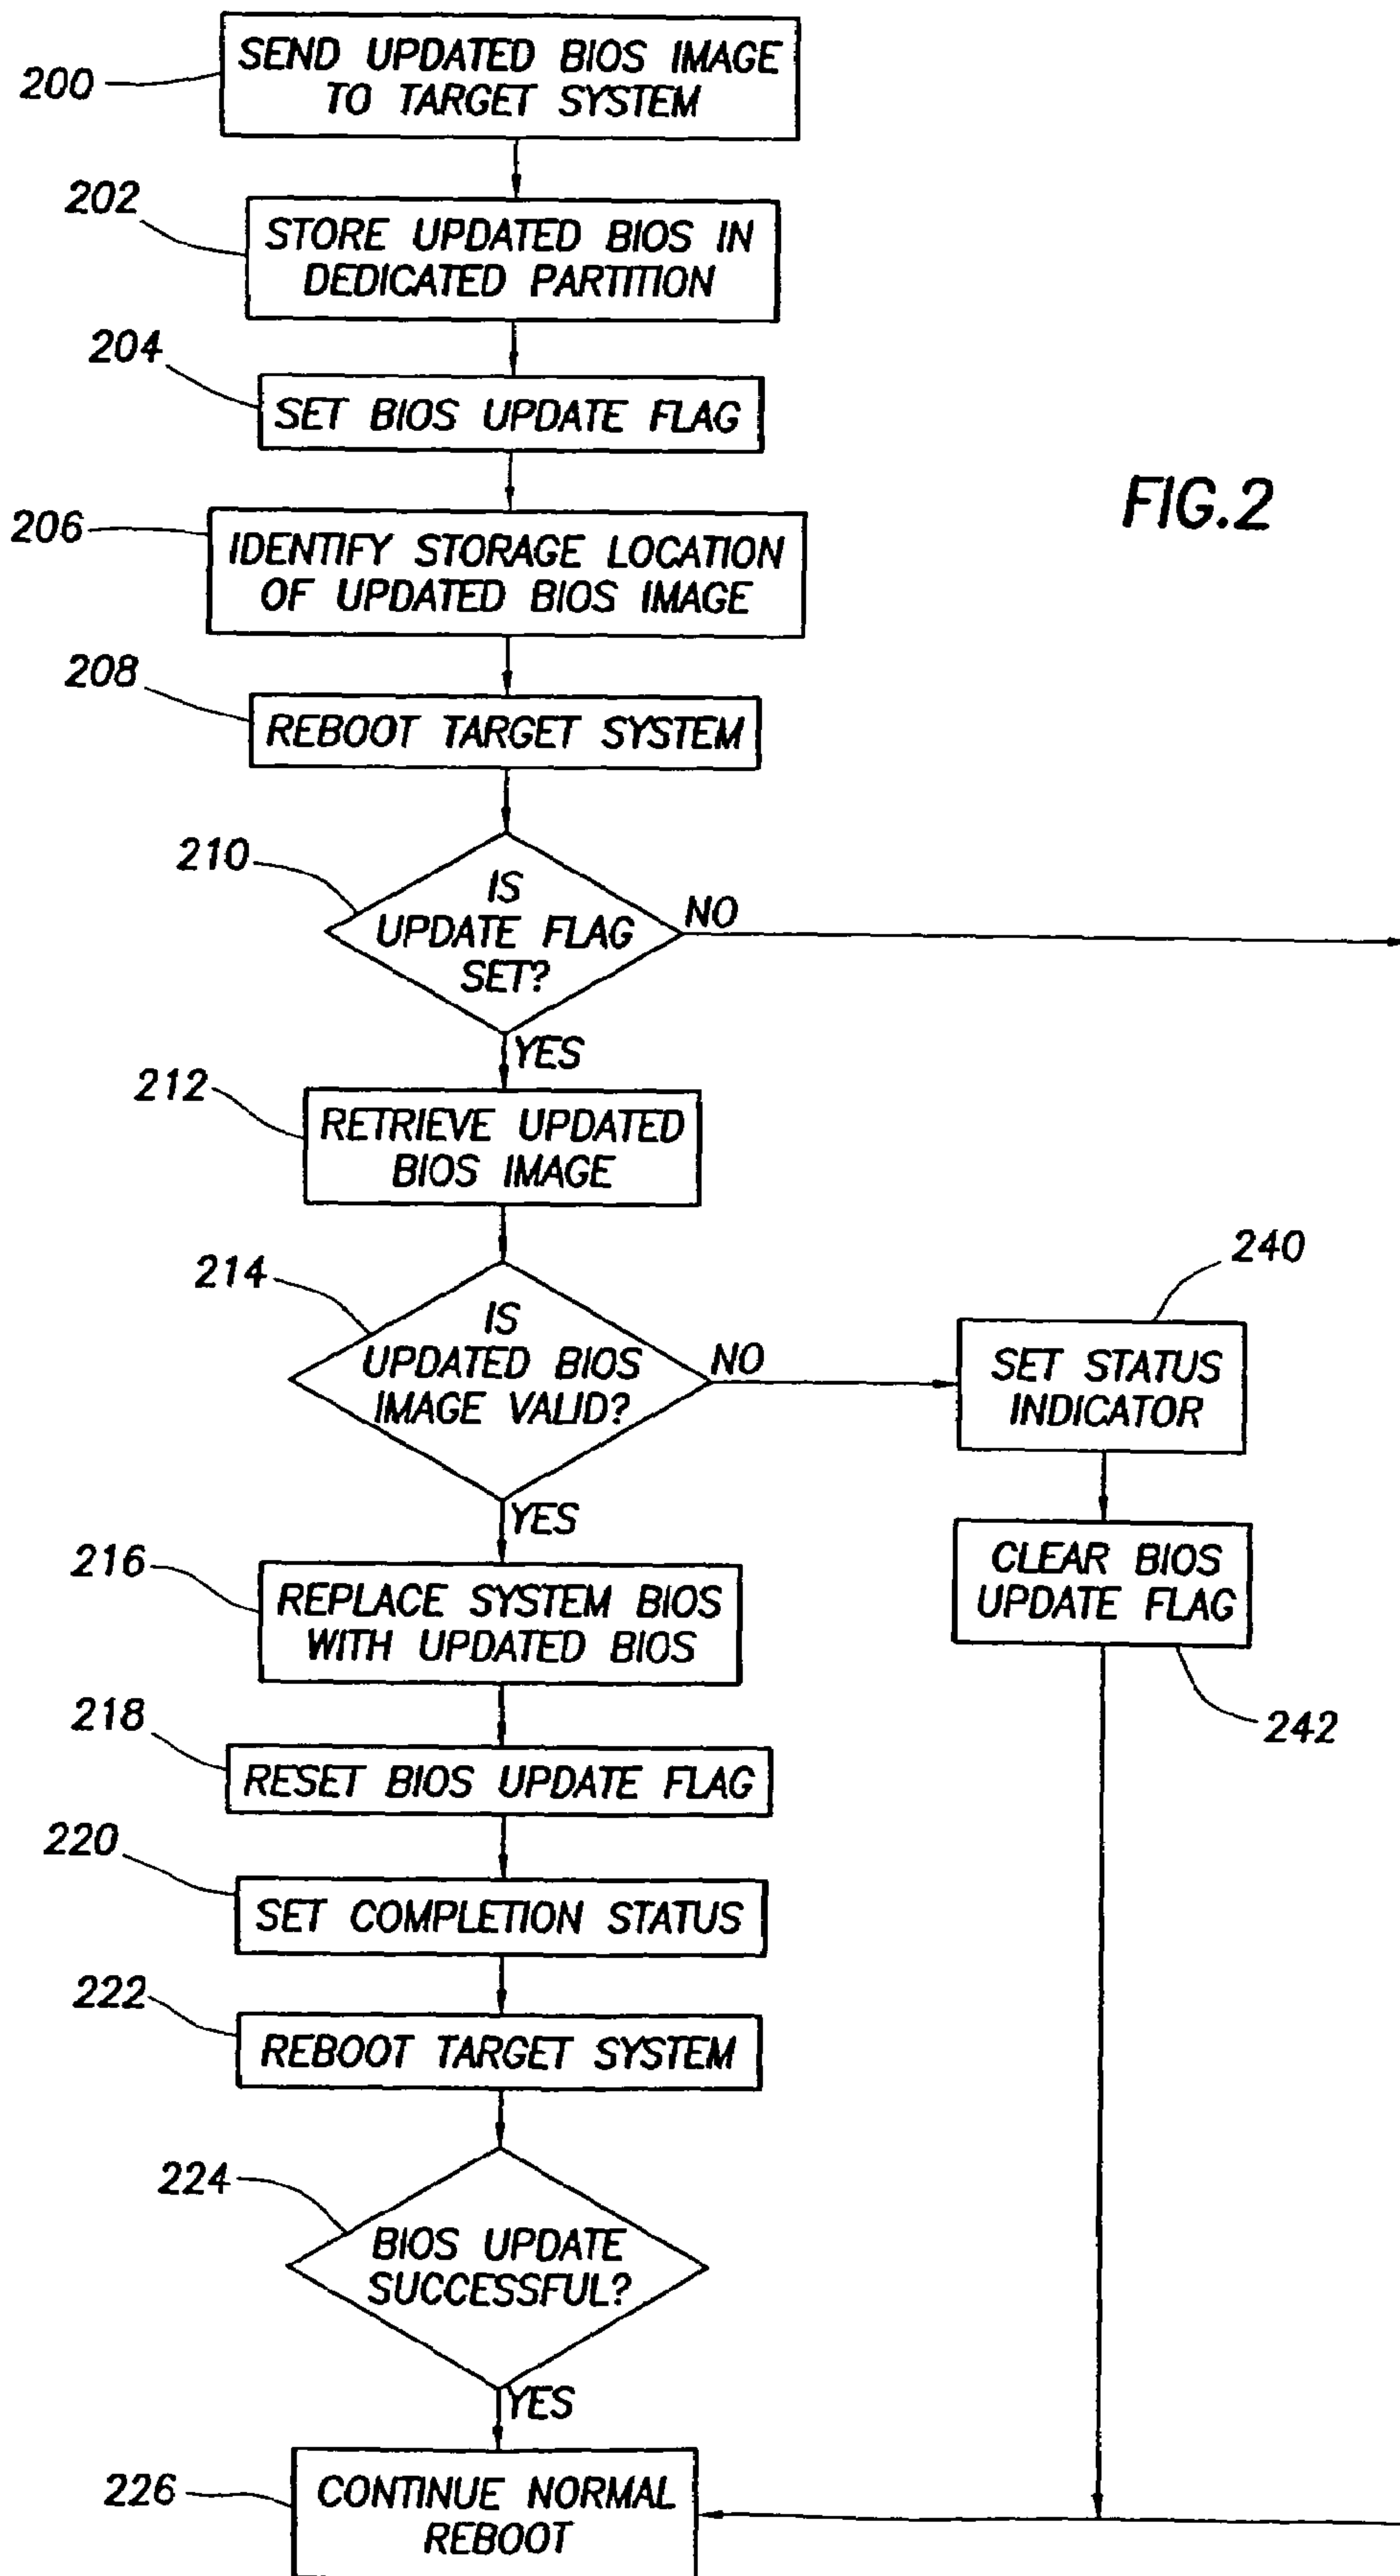 200
SEND UPDATED BIOS IMAGE
TO TARGET SYSTEM
202
STORE UPDATED BIOS IN
DEDICATED PARTITION
204
SET BIOS UPDATE FLAG
FIG.2
206
IDENTIFY STORAGE LOCATION
OF UPDATED BIOS IMAGE
208
REBOOT TARGET SYSTEM
210
IS
UPDATE FLAG
SET?
NO
YES
212
RETRIEVE UPDATED
BIOS IMAGE
214
IS
UPDATED BIOS
IMAGE VALID?
NO
240
SET STATUS
INDICATOR
YES
216
REPLACE SYSTEM BIOS
WITH UPDATED BIOS
CLEAR BIOS
UPDATE FLAG
242
218
RESET BIOS UPDATE FLAG
220
SET COMPLETION STATUS
222
REBOOT TARGET SYSTEM
224
BIOS UPDATE
SUCCESSFUL?
YES
226
CONTINUE NORMAL
REBOOT